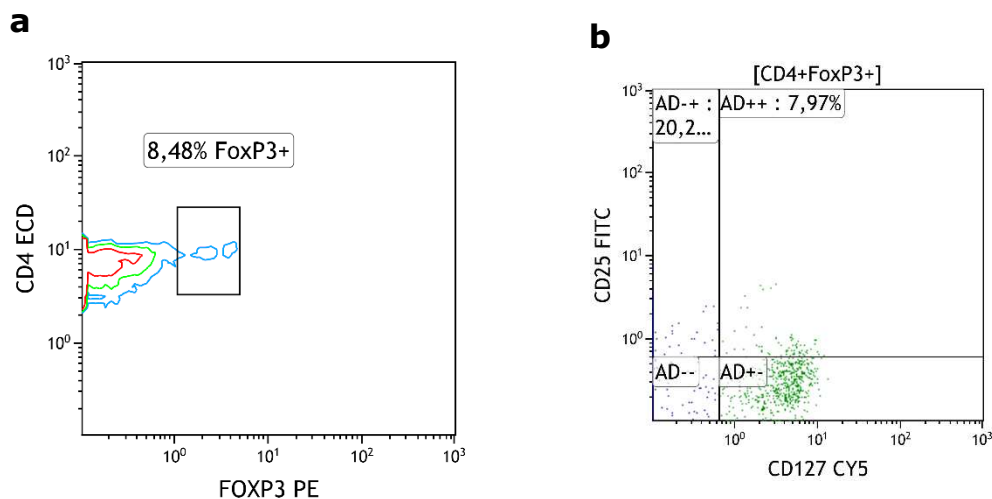 a
10³
10²
10¹
10⁰
CD4 ECD
8,48% FoxP3+
10⁰
10¹
10²
10³
FOXP3 PE
b
[CD4+FoxP3+]
10³
10²
10¹
10⁰
CD25 FITC
AD-+ :
20,2...
AD++ : 7,97%
AD--
AD+-
10⁰
10¹
10²
10³
CD127 CY5